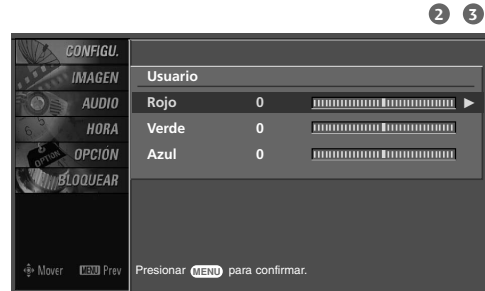 2 3
CONFIGU.
IMAGEN
AUDIO
HORA
OPCIÓN
BLOQUEAR
Usuario
Rojo 0
Verde 0
Azul 0
Mover MENU Prev
Presionar MENU para confirmar.